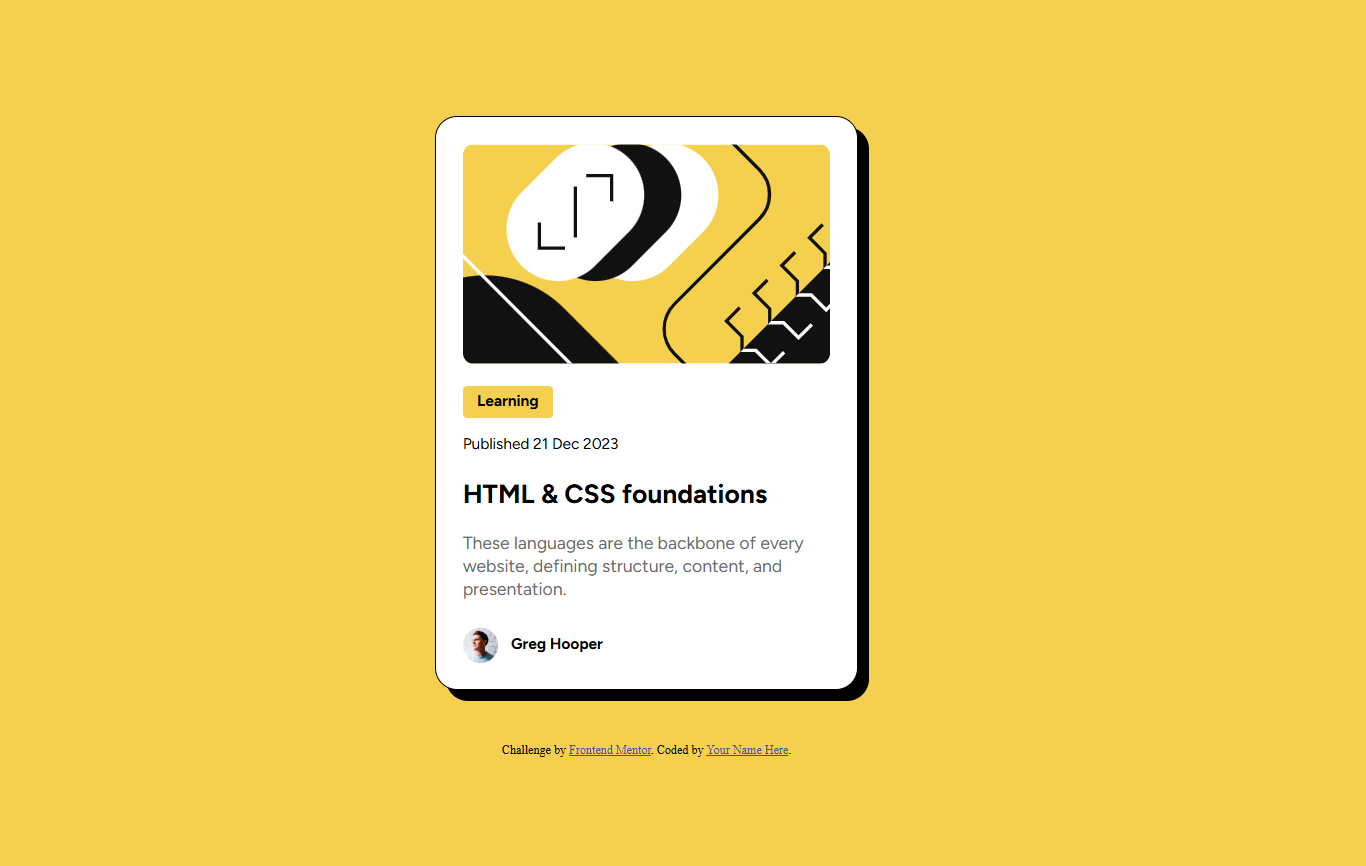 Learning
Published 21 Dec 2023
HTML & CSS foundations
These languages are the backbone of every
website, defining structure, content, and
presentation.
Greg Hooper
Challenge by Frontend Mentor. Coded by Your Name Here.